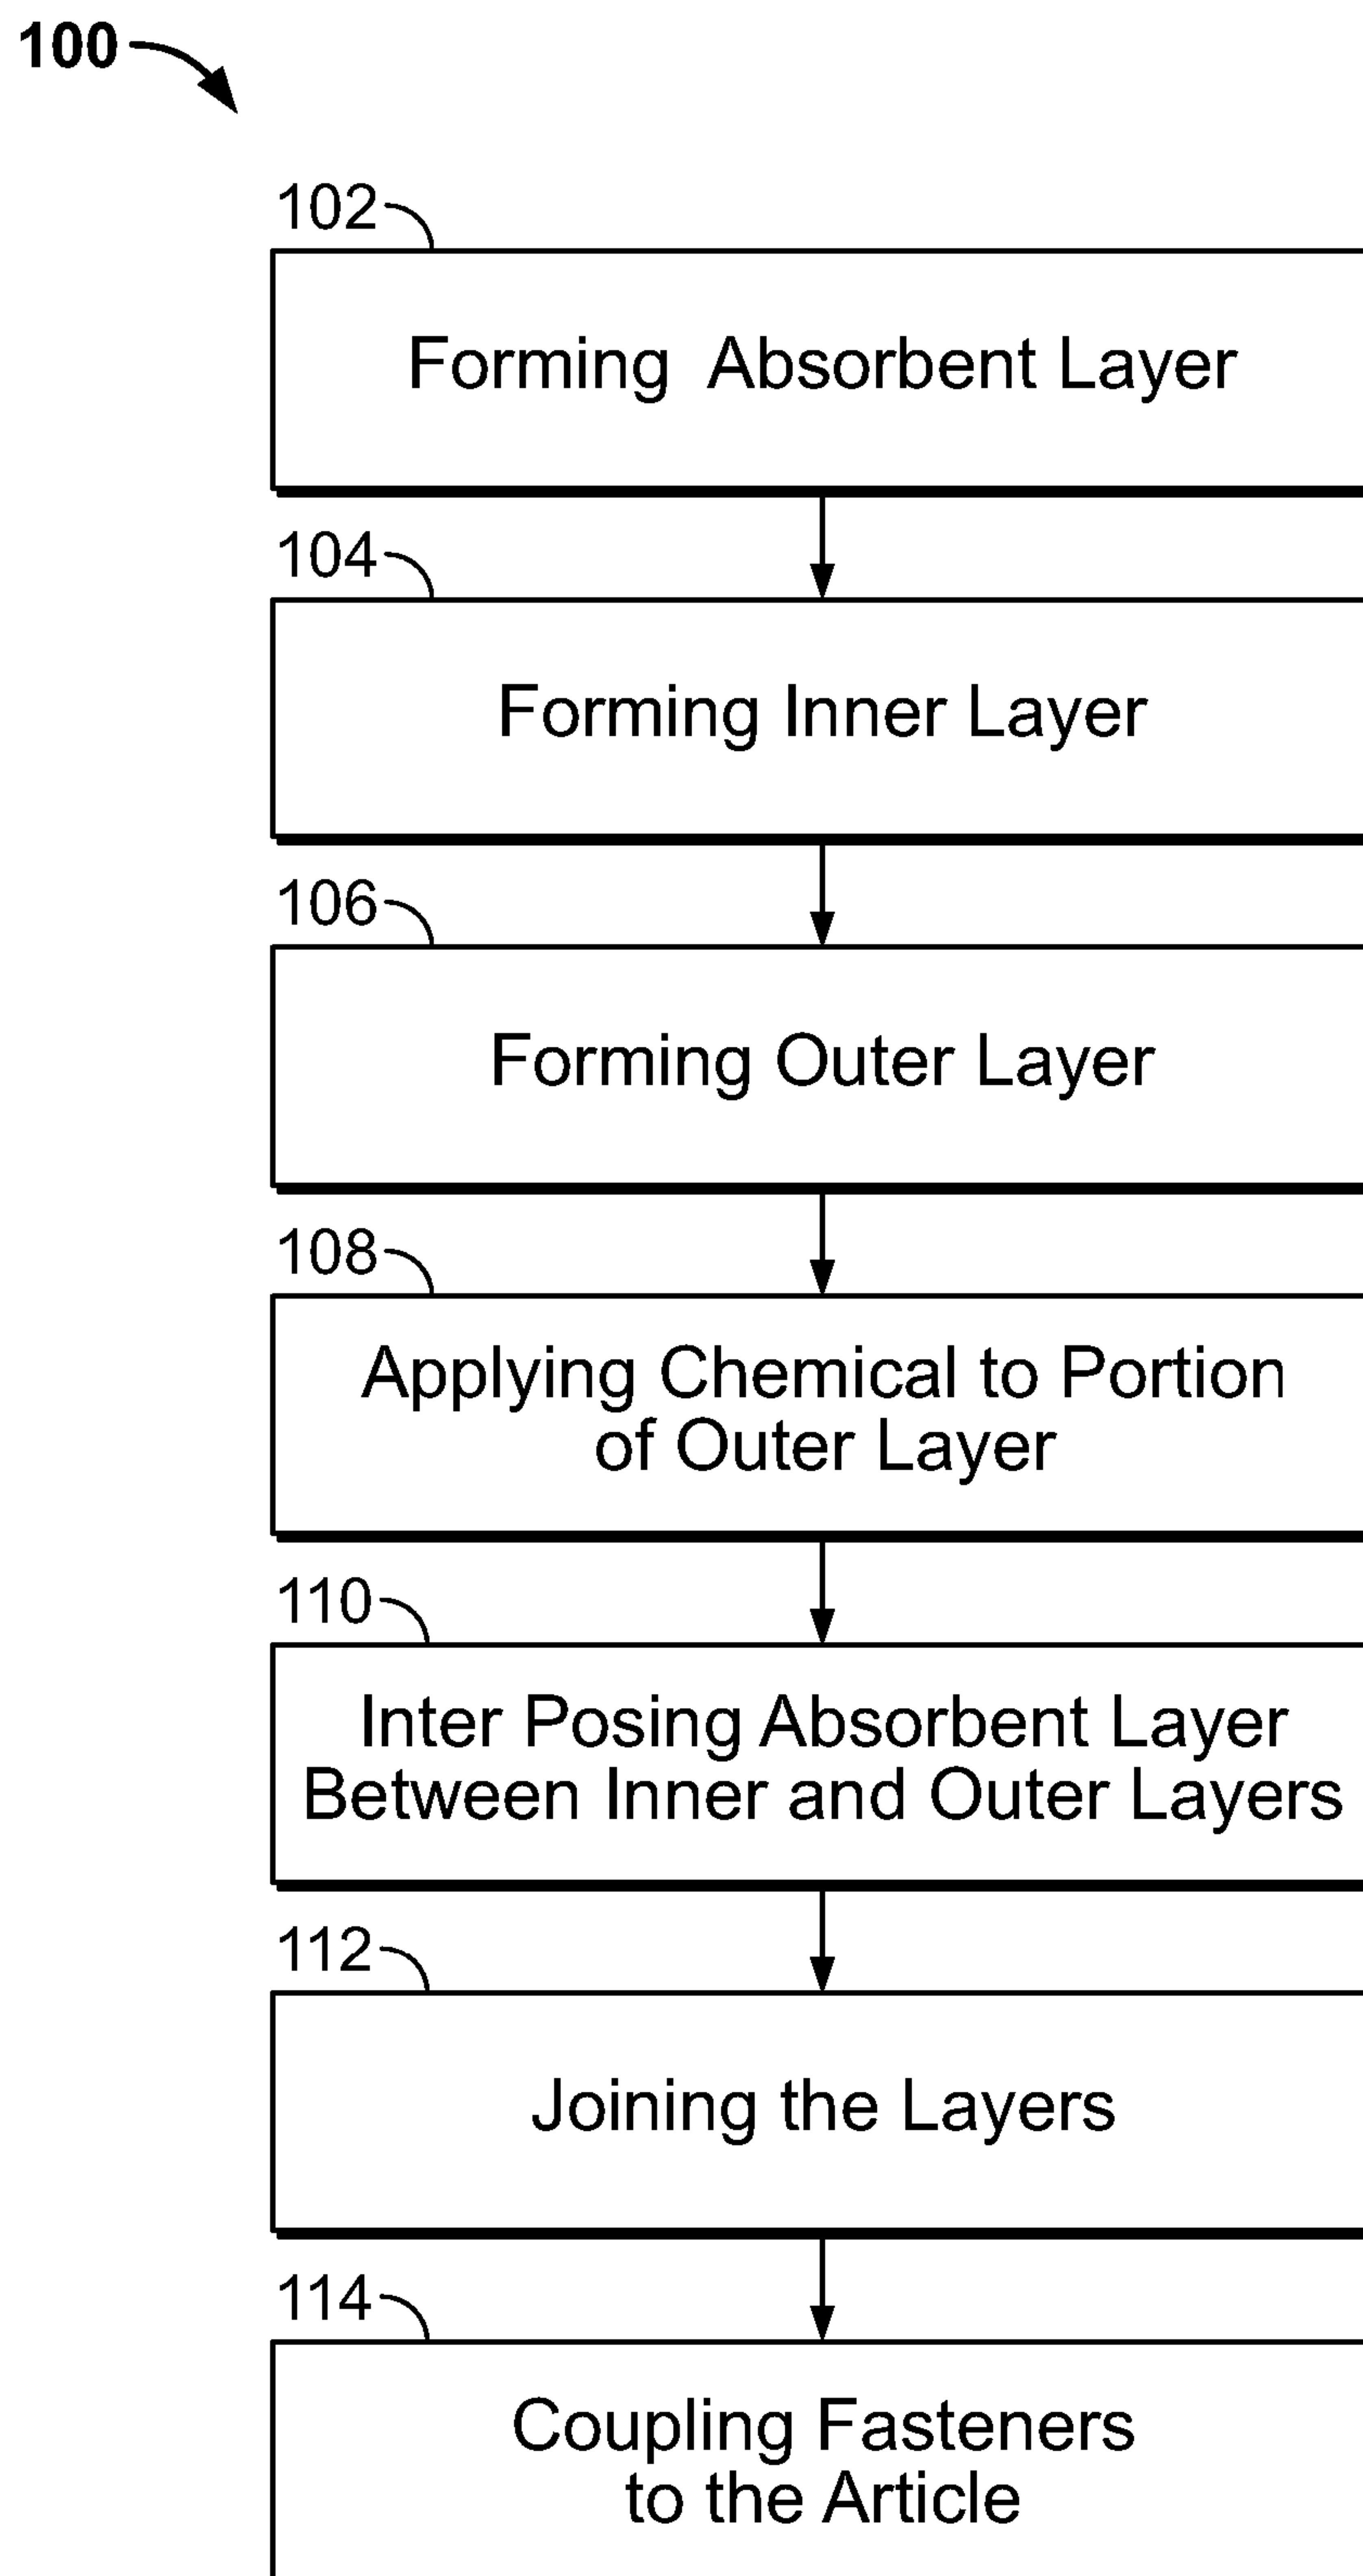 100
102
Forming Absorbent Layer
104
Forming Inner Layer
106
Forming Outer Layer
108
Applying Chemical to Portion
of Outer Layer
110
Inter Posing Absorbent Layer
Between Inner and Outer Layers
112
Joining the Layers
114
Coupling Fasteners
to the Article